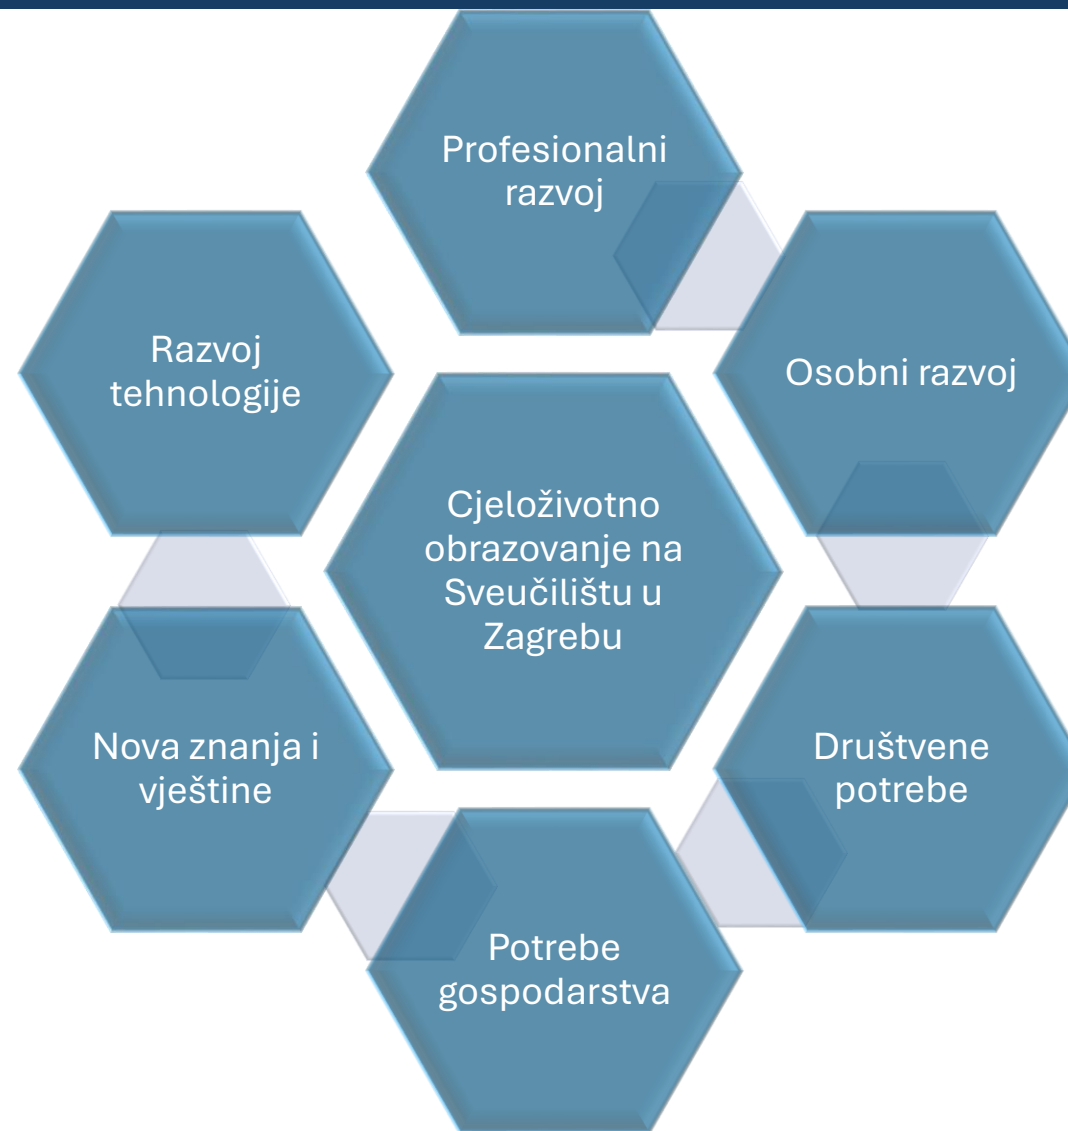 Profesionalni
razvoj
Razvoj
tehnologije
Osobni razvoj
Cjeloživotno
obrazovanje na
Sveučilištu u
Zagrebu
Nova znanja i
vještine
Društvene
potrebe
Potrebe
gospodarstva